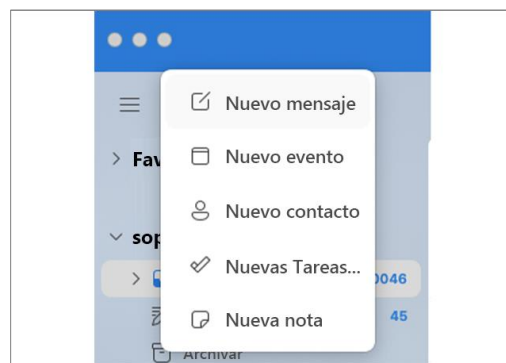 Nuevo mensaje
Fav
Nuevo evento
Nuevo contacto
sop
Nuevas Tareas...
0046
45
Nueva nota
Archivar